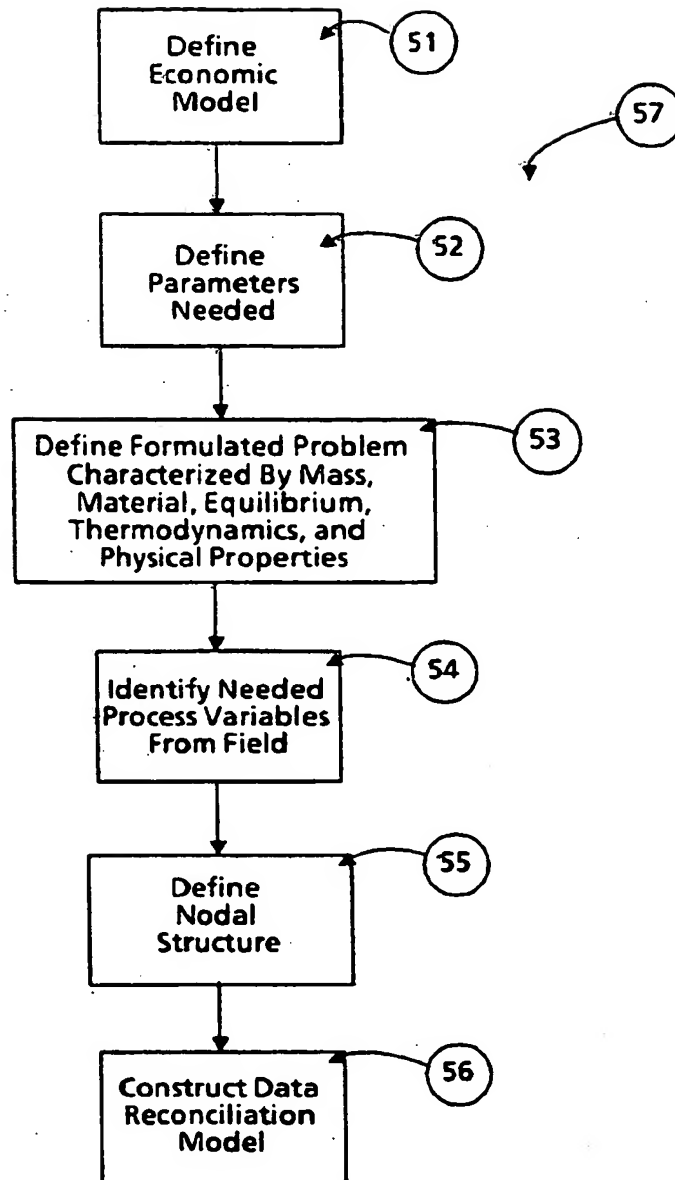 Define
Economic
Model
51
57
Define
Parameters
Needed
52
Define Formulated Problem
Characterized By Mass,
Material, Equilibrium,
Thermodynamics, and
Physical Properties
53
Identify Needed
Process Variables
From Field
54
Define
Nodal
Structure
55
Construct Data
Reconciliation
Model
56